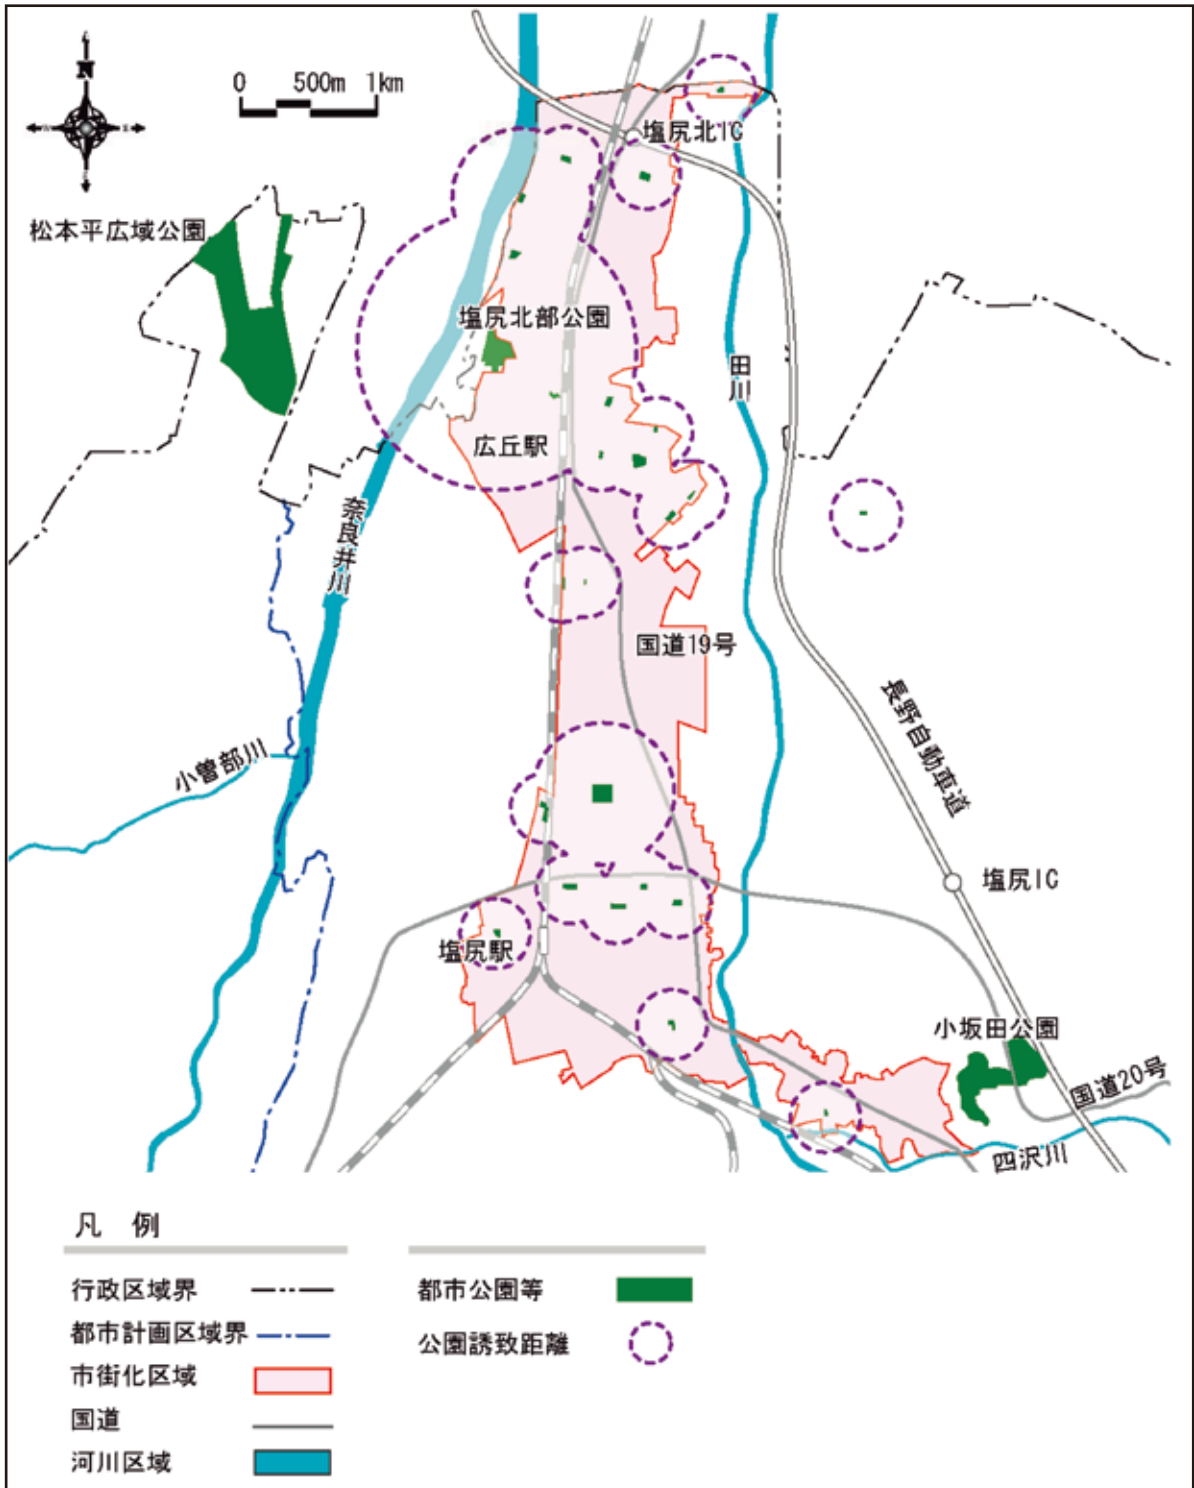 N
0 500m 1km
塩尻北IC
松本平広域公園
塩尻北部公園
田川
広丘駅
奈良井川
国道19号
長野自動車道
小曽部川
塩尻IC
塩尻駅
小坂田公園
国道20号
四沢川
凡 例
行政区域界
都市計画区域界
市街化区域
国道
河川区域
都市公園等
公園誘致距離